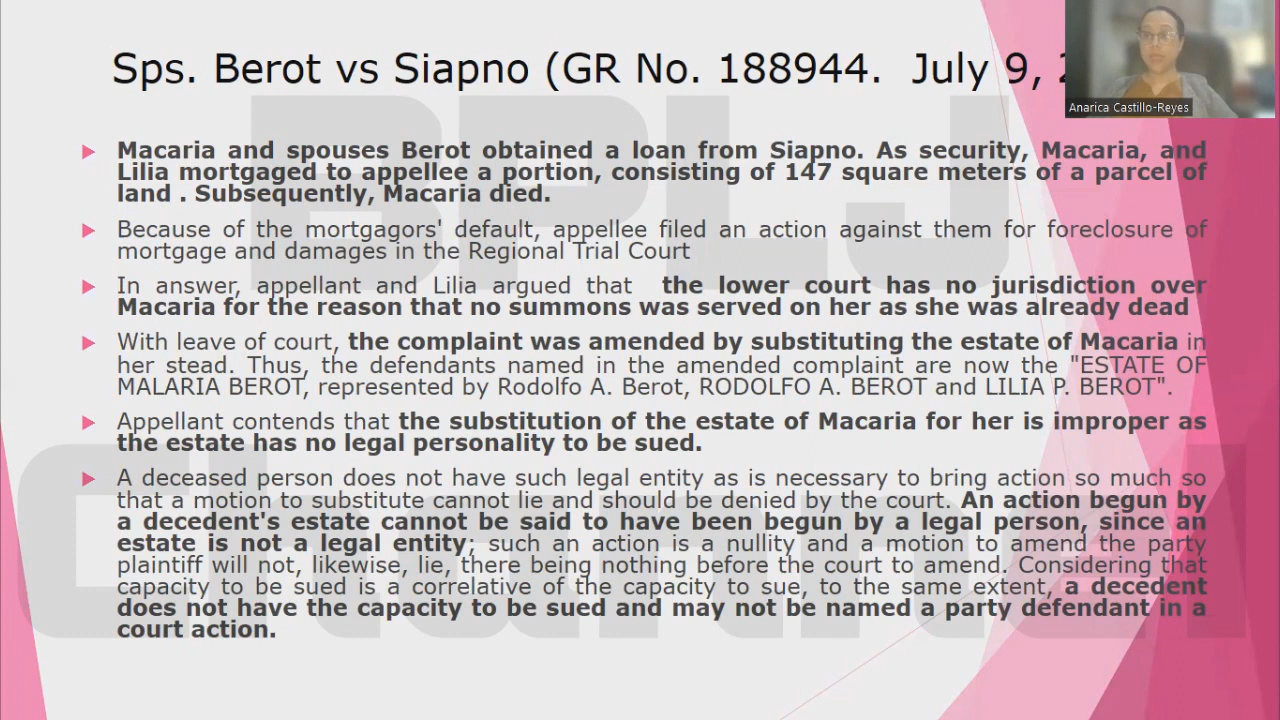 Sps. Berot vs Siapno (GR No. 188944. July 9,
Anarica Castillo-Reyes
Macaria and spouses Berot obtained a loan from Siapno. As security, Macaria, and
Lilia mortgaged to appellee a portion, consisting of 147 square meters of a parcel of
land . Subsequently, Macaria died.
Because of the mortgagors' default, appellee filed an action against them for foreclosure of
mortgage and damages in the Regional Trial Court
In answer, appellant and Lilia argued that the lower court has no jurisdiction over
Macaria for the reason that no summons was served on her as she was already dead
With leave of court, the complaint was amended by substituting the estate of Macaria in
her stead. Thus, the defendants named in the amended complaint are now the "ESTATE OF
MALARIA BEROT, represented by Rodolfo A. Berot, RODOLFO A. BEROT and LILIA P. BEROT".
Appellant contends that the substitution of the estate of Macaria for her is improper as
the estate has no legal personality to be sued.
A deceased person does not have such legal entity as is necessary to bring action so much so
that a motion to substitute cannot lie and should be denied by the court. An action begun by
a decedent's estate cannot be said to have been begun by a legal person, since an
estate is not a legal entity; such an action is a nullity and a motion to amend the party
plaintiff will not, likewise, lie, there being nothing before the court to amend. Considering that
capacity to be sued is a correlative of the capacity to sue, to the same extent, a decedent
does not have the capacity to be sued and may not be named a party defendant in a
court action.
BPLJ
Channel